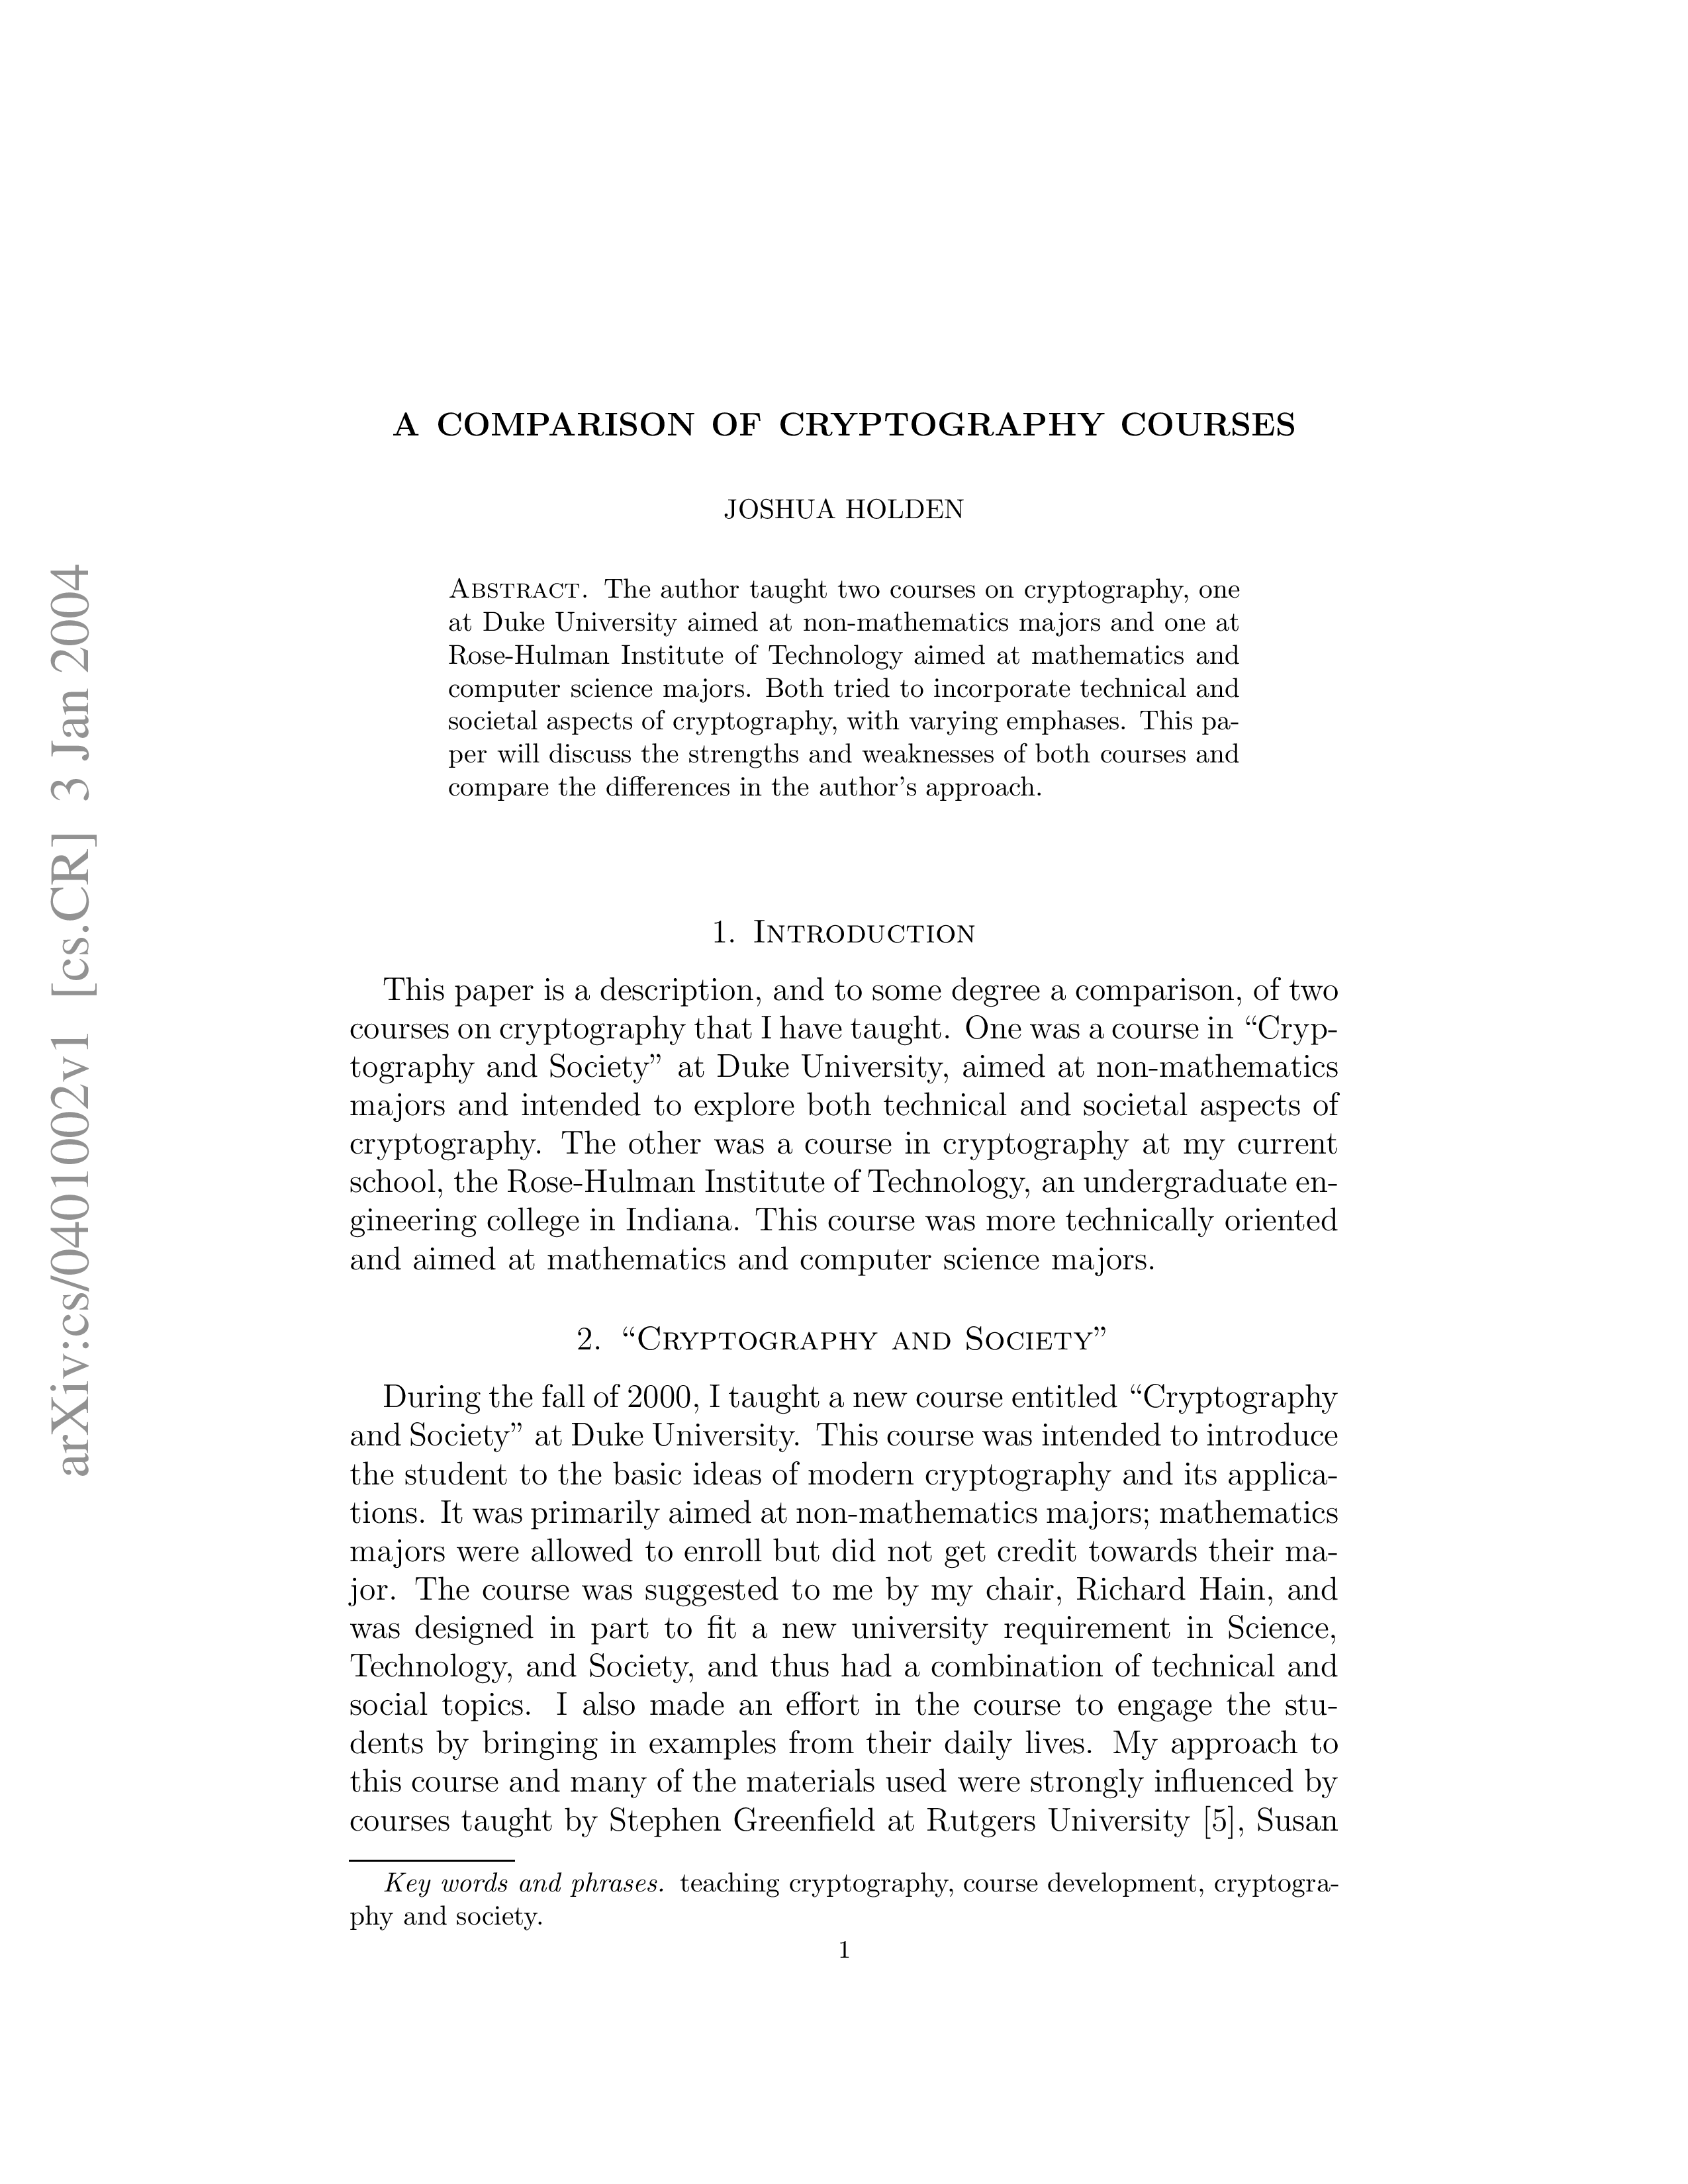 A COMPARISON OF CRYPTOGRAPHY COURSES
JOSHUA HOLDEN
ABSTRACT. The author taught two courses on cryptography, one
at Duke University aimed at non-mathematics majors and one at
Rose-Hulman Institute of Technology aimed at mathematics and
computer science majors. Both tried to incorporate technical and
societal aspects of cryptography, with varying emphases. This pa-
per will discuss the strengths and weaknesses of both courses and
compare the differences in the author's approach.
1. INTRODUCTION
This paper is a description, and to some degree a comparison, of two
courses on cryptography that I have taught. One was a course in “Cryp-
tography and Society” at Duke University, aimed at non-mathematics
majors and intended to explore both technical and societal aspects of
cryptography. The other was a course in cryptography at my current
school, the Rose-Hulman Institute of Technology, an undergraduate en-
gineering college in Indiana. This course was more technically oriented
and aimed at mathematics and computer science majors.
2. “CRYPTOGRAPHY AND SOCIETY”
During the fall of 2000, I taught a new course entitled “Cryptography
and Society” at Duke University. This course was intended to introduce
the student to the basic ideas of modern cryptography and its applica-
tions. It was primarily aimed at non-mathematics majors; mathematics
majors were allowed to enroll but did not get credit towards their ma-
jor. The course was suggested to me by my chair, Richard Hain, and
was designed in part to fit a new university requirement in Science,
Technology, and Society, and thus had a combination of technical and
social topics. I also made an effort in the course to engage the stu-
dents by bringing in examples from their daily lives. My approach to
this course and many of the materials used were strongly influenced by
courses taught by Stephen Greenfield at Rutgers University [5], Susan
Key words and phrases. teaching cryptography, course development, cryptogra-
phy and society.
1
arXiv:cs/0401002v1 [cs.CR] 3 Jan 2004